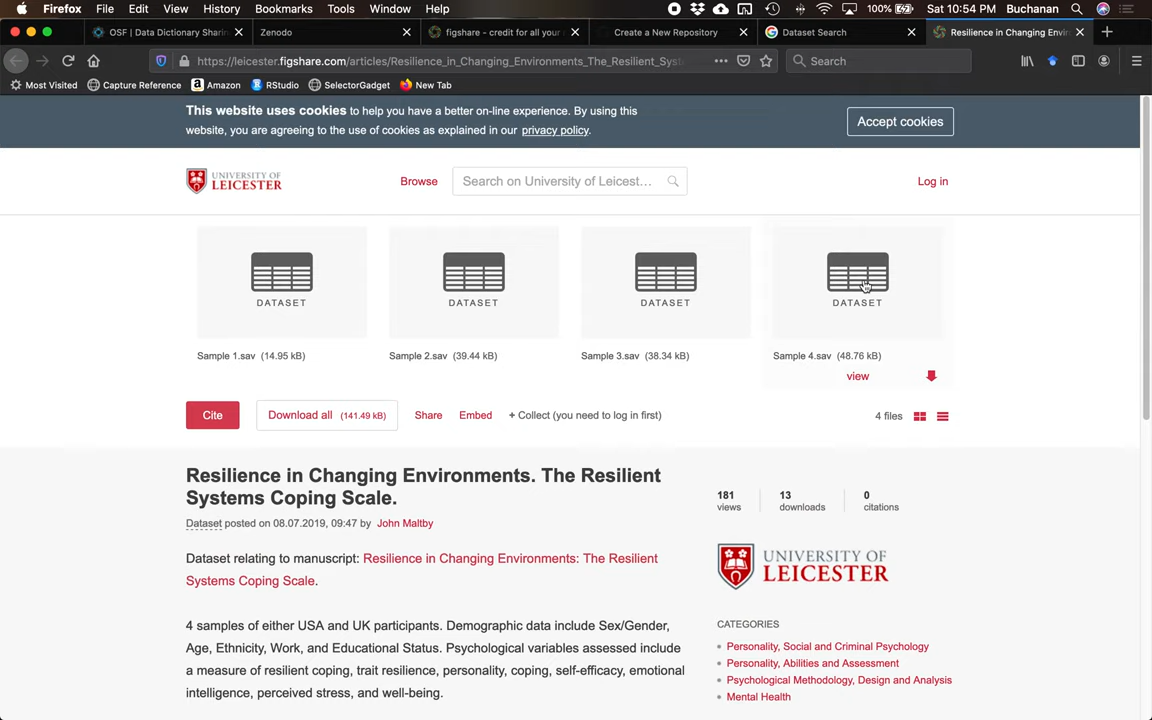 Firefox File Edit View History Bookmarks Tools Window Help 100% Sat 10:54 PM Buchanan
OSF | Data Dictionary Sharin Zenodo figshare - credit for all your Create a New Repository Dataset Search Resilience in Changing Enviro
https://leicester.figshare.com/articles/Resilience_in_Changing_Environments_The_Resilient_Syst Search
Most Visited Capture Reference Amazon RStudio SelectorGadget New Tab
This website uses cookies to help you have a better on-line experience. By using this
website, you are agreeing to the use of cookies as explained in our privacy policy.
Accept cookies
UNIVERSITY OF
LEICESTER
Browse Search on University of Leicest... Log in
DATASET DATASET DATASET DATASET
Sample 1.sav (14.95 kB) Sample 2.sav (39.44 kB) Sample 3.sav (38.34 kB) Sample 4.sav (48.76 kB)
view
Cite Download all (141.49 kB) Share Embed + Collect (you need to log in first) 4 files
Resilience in Changing Environments. The Resilient
Systems Coping Scale.
Dataset posted on 08.07.2019, 09:47 by John Maltby
181 13 0
views downloads citations
Dataset relating to manuscript: Resilience in Changing Environments: The Resilient
Systems Coping Scale.
UNIVERSITY OF
LEICESTER
4 samples of either USA and UK participants. Demographic data include Sex/Gender,
Age, Ethnicity, Work, and Educational Status. Psychological variables assessed include
a measure of resilient coping, trait resilience, personality, coping, self-efficacy, emotional
intelligence, perceived stress, and well-being.
CATEGORIES
Personality, Social and Criminal Psychology
Personality, Abilities and Assessment
Psychological Methodology, Design and Analysis
Mental Health